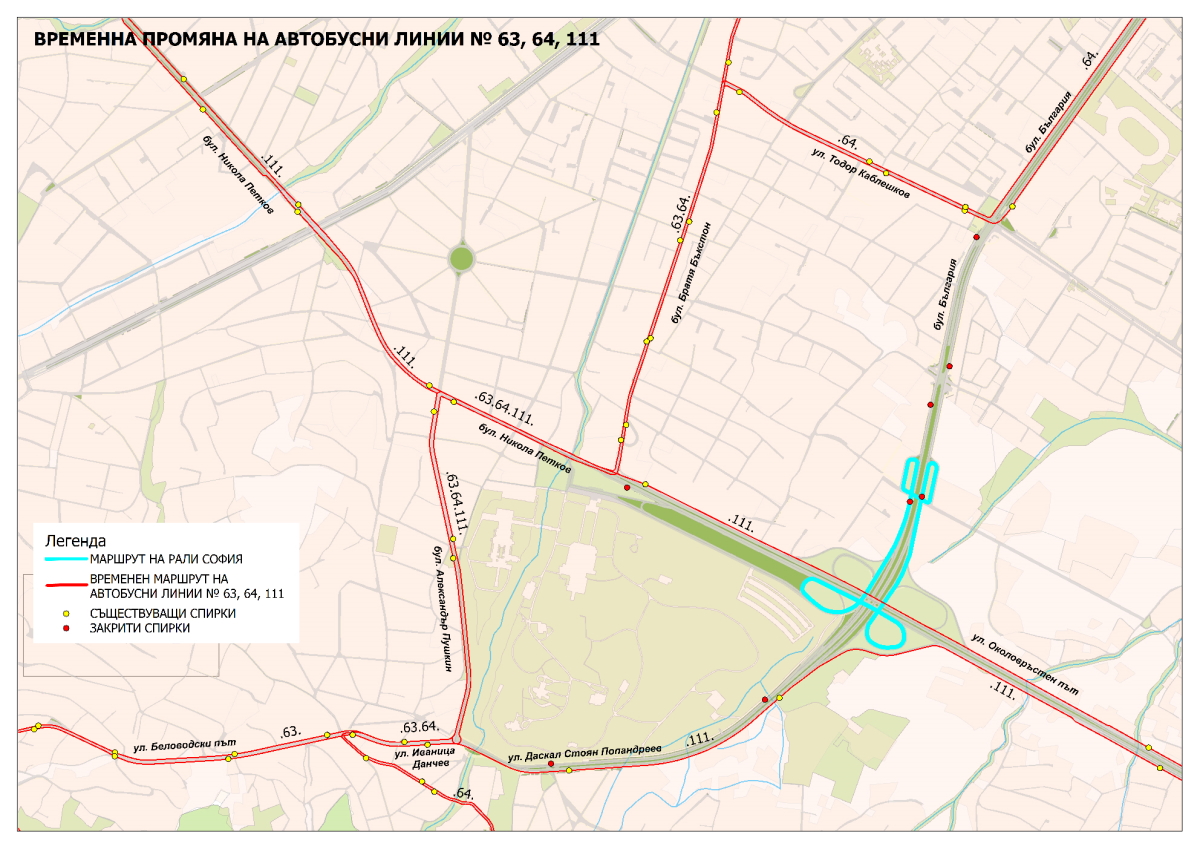 ВРЕМЕННА ПРОМЯНА НА АВТОБУСНИ ЛИНИИ № 63, 64, 111
.64.
бул. България
.64.
ул. Тодор Каблешков
.111.
бул. Никола Петков
.63.64.
бул. Братя Бъкстон
бул. България
.111.
.63.64.111.
бул. Никола Петков
.63.64.111.
.111.
Легенда
МАРШРУТ НА РАЛИ СОФИЯ
ВРЕМЕНЕН МАРШРУТ НА
АВТОБУСНИ ЛИНИИ № 63, 64, 111
СЪЩЕСТВУВАЩИ СПИРКИ
ЗАКРИТИ СПИРКИ
бул. Александър Пушкин
ул. Околовръстен път
.111.
.63.64.
.63.
ул. Беловодски път
ул. Иваница
Данчев
.111.
ул. Даскал Стоян Попандреев
.64.